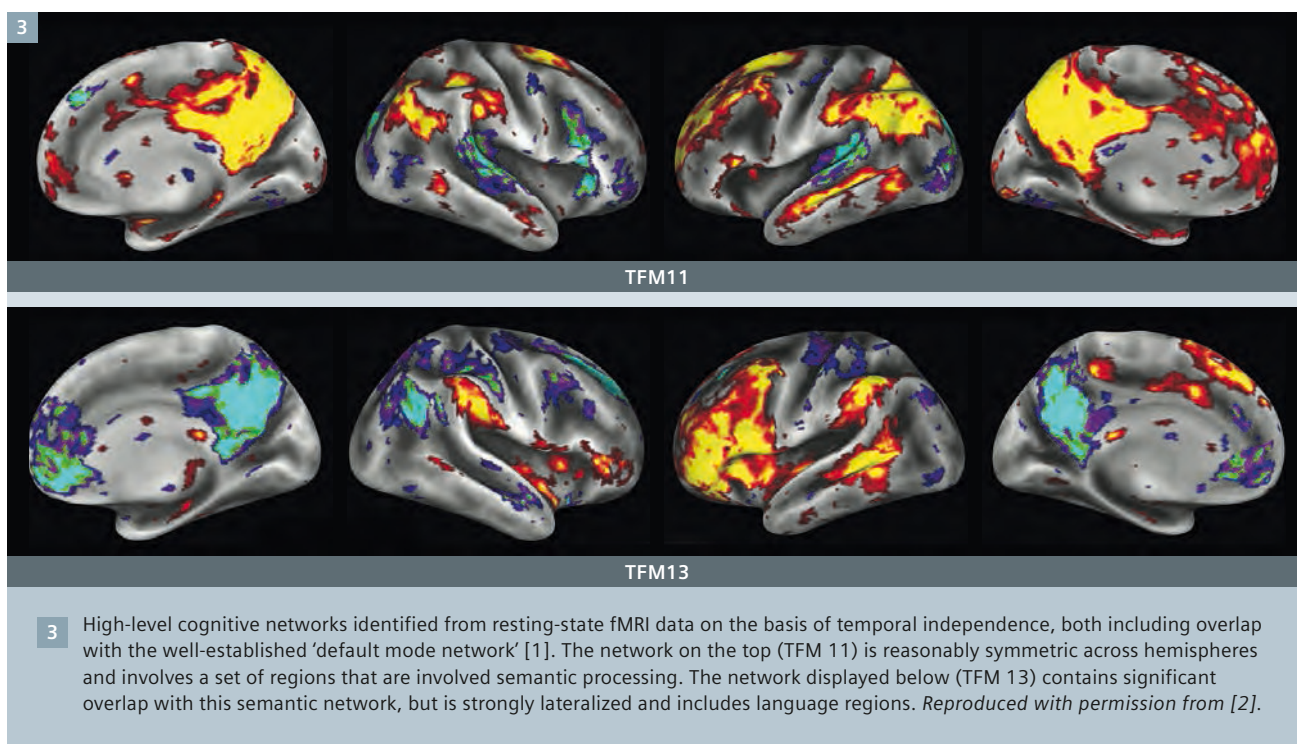 3
TFM11
TFM13
3 High-level cognitive networks identified from resting-state fMRI data on the basis of temporal independence, both including overlap
with the well-established ‘default mode network’ [1]. The network on the top (TFM 11) is reasonably symmetric across hemispheres
and involves a set of regions that are involved semantic processing. The network displayed below (TFM 13) contains significant
overlap with this semantic network, but is strongly lateralized and includes language regions. Reproduced with permission from [2].